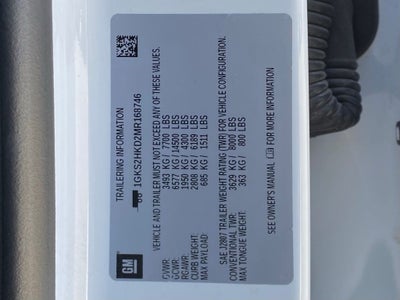 TRAILERING INFORMATION
1GKS2HKD2MR168746
VEHICLE AND TRAILER MUST NOT EXCEED ANY OF THESE VALUES.
GVWR: 3493 KG / 7700 LBS
GCWR: 6577 KG / 14500 LBS
RGAWR: 1950 KG / 4300 LBS
CURB WEIGHT: 2808 KG / 6189 LBS
MAX PAYLOAD: 685 KG / 1511 LBS
SAE J2807 TRAILER WEIGHT RATING (TWR) FOR VEHICLE CONFIGURATION.
CONVENTIONAL TWR: 3629 KG / 8000 LBS
MAX TONGUE WEIGHT: 363 KG / 800 LBS
SEE OWNER'S MANUAL FOR MORE INFORMATION
GM